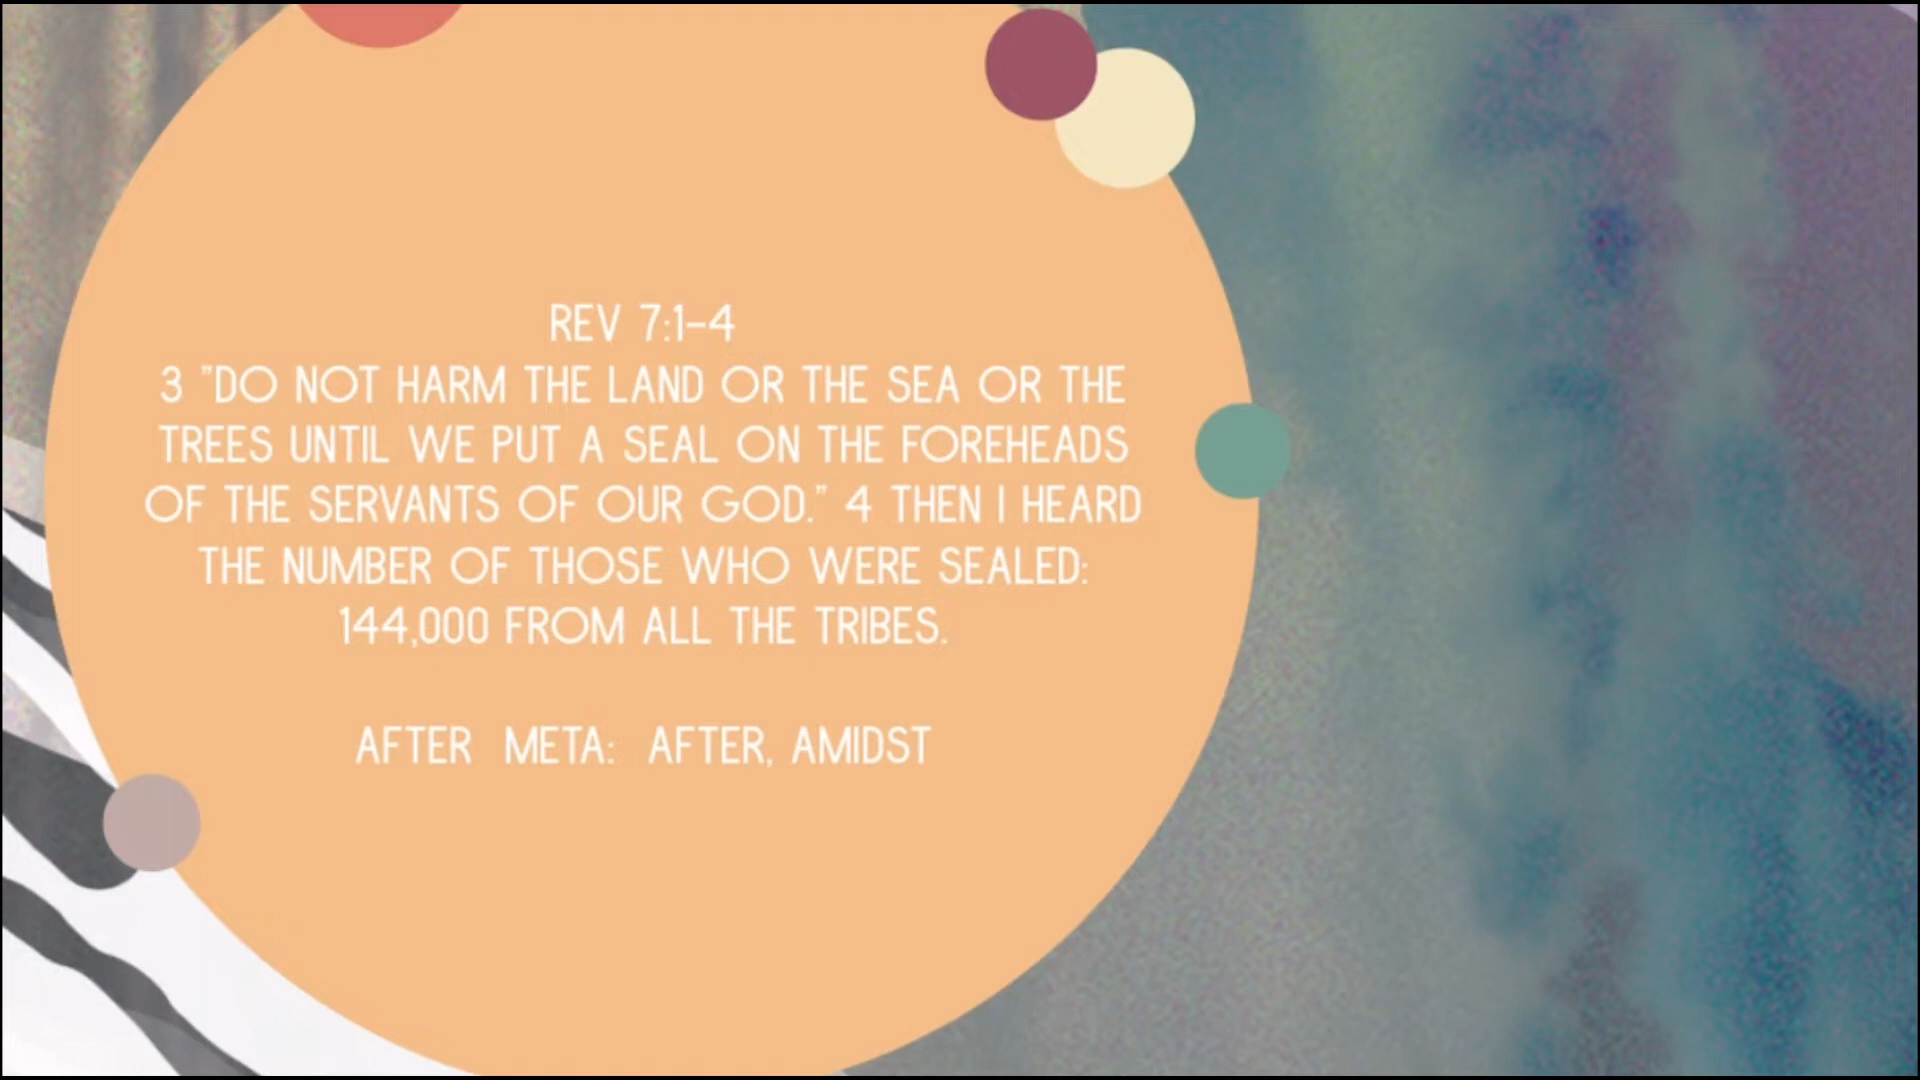 REV 7:1-4
3 "DO NOT HARM THE LAND OR THE SEA OR THE
TREES UNTIL WE PUT A SEAL ON THE FOREHEADS
OF THE SERVANTS OF OUR GOD." 4 THEN I HEARD
THE NUMBER OF THOSE WHO WERE SEALED:
144,000 FROM ALL THE TRIBES.
AFTER META: AFTER, AMIDST